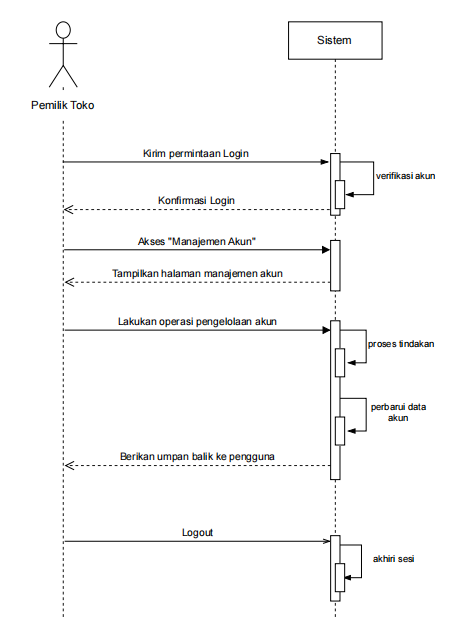 Sistem
Pemilik Toko
Kirim permintaan Login
verifikasi akun
Konfirmasi Login
Akses "Manajemen Akun"
Tampilkan halaman manajemen akun
Lakukan operasi pengelolaan akun
proses tindakan
perbarui data
akun
Berikan umpan balik ke pengguna
Logout
akhiri sesi